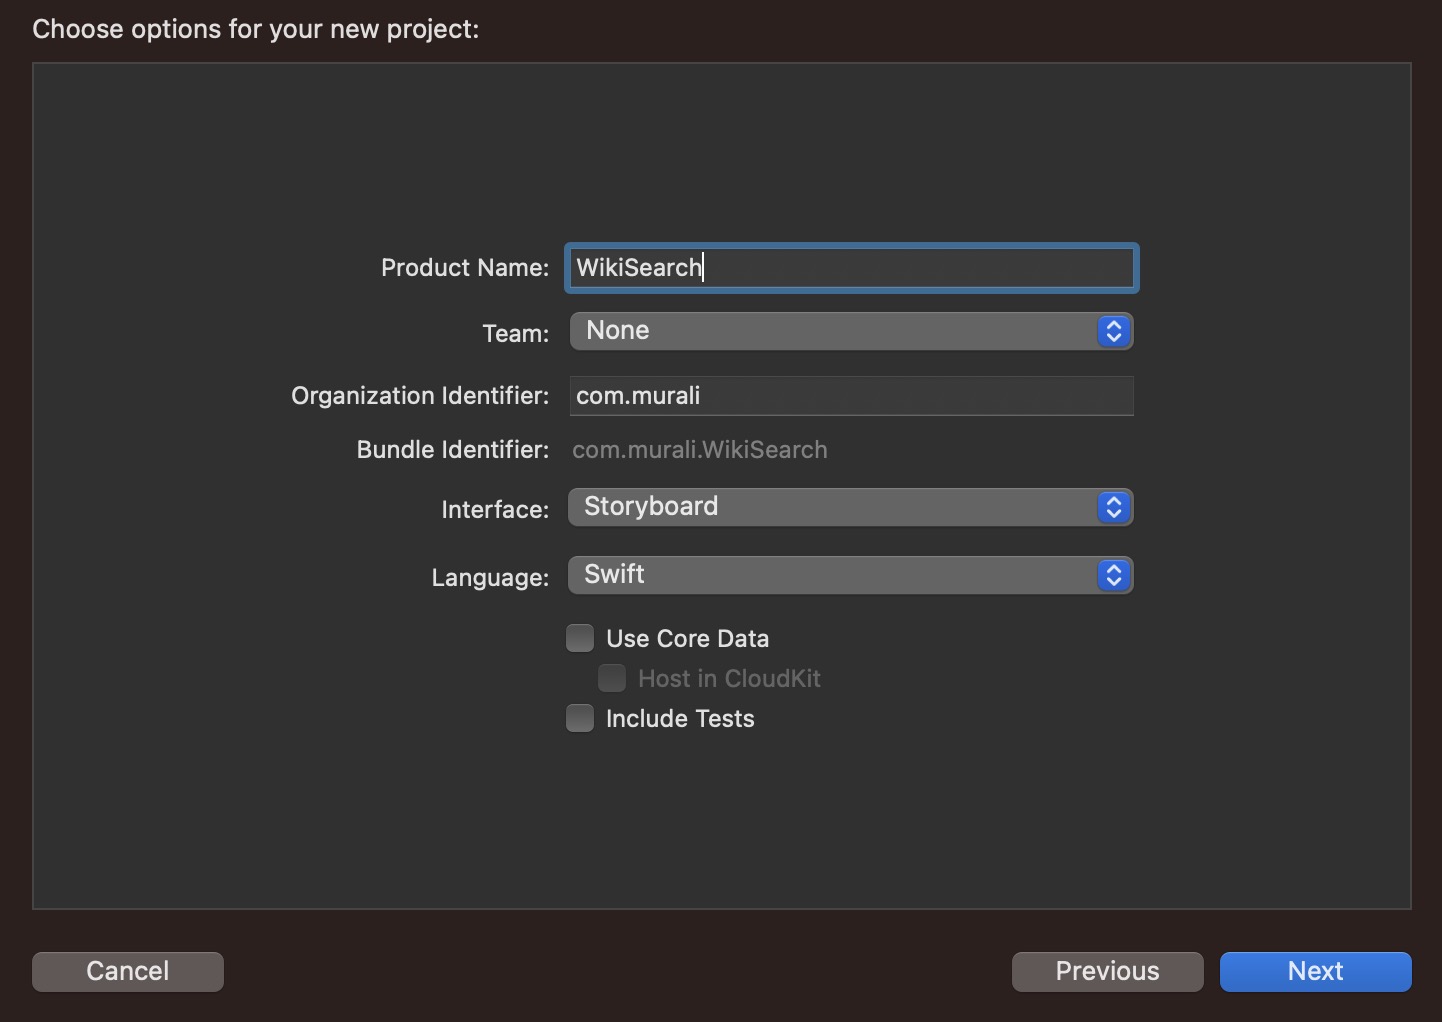 Choose options for your new project:
Product Name: WikiSearch
Team: None
Organization Identifier: com.murali
Bundle Identifier: com.murali.WikiSearch
Interface: Storyboard
Language: Swift
Use Core Data
Host in CloudKit
Include Tests
Cancel Previous Next